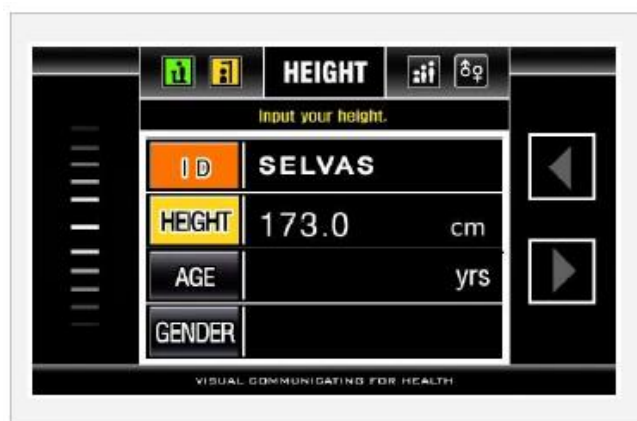 HEIGHT
Input your height.
ID SELVAS
HEIGHT 173.0 cm
AGE yrs
GENDER
VISUAL COMMUNICATING FOR HEALTH